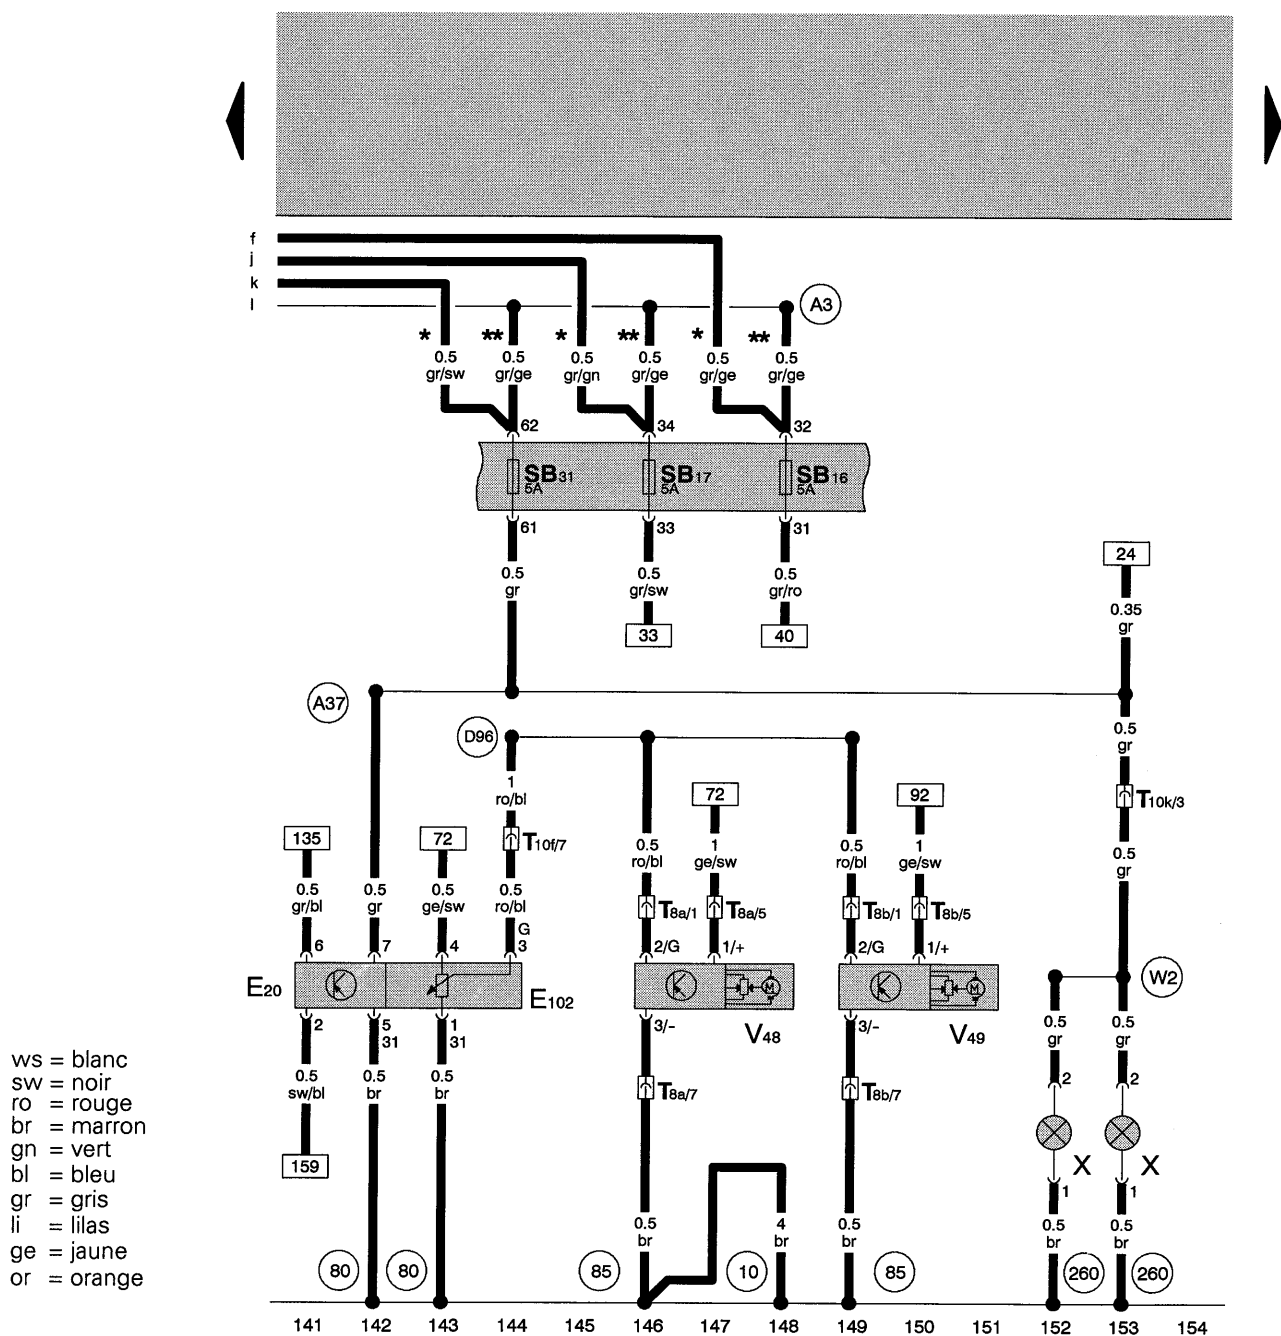 f
j
k
l
A3
* ** * ** * **
0.5 0.5 0.5 0.5 0.5 0.5
gr/sw gr/ge gr/gn gr/ge gr/ge gr/ge
62 34 32
SB31 SB17 SB16
5A 5A 5A
61 33 31
24
0.5 0.5 0.5
gr gr/sw gr/ro
0.35
gr
33 40
A37
D96
0.5
gr
1
ro/bl
72 92
T10k/3
135 72
T10f/7
0.5 1 0.5 1
ro/bl ge/sw ro/bl ge/sw
0.5
gr
0.5 0.5 0.5 0.5
gr/bl gr ge/sw ro/bl
T8a/1 T8a/5 T8b/1 T8b/5
G
6 7 4 3
2/G 1/+ 2/G 1/+
W2
E20 E102
M M
V48 V49
2 5 1
31 31
3/- 3/-
0.5 0.5
gr gr
0.5 0.5 0.5
sw/bl br br
T8a/7 T8b/7
2 2
159
X X
1 1
ws = blanc
sw = noir
ro = rouge
br = marron
gn = vert
bl = bleu
gr = gris
li = lilas
ge = jaune
or = orange
0.5 4 0.5 0.5 0.5
br br br br br
80 80 85 10 85 260 260
141 142 143 144 145 146 147 148 149 150 151 152 153 154